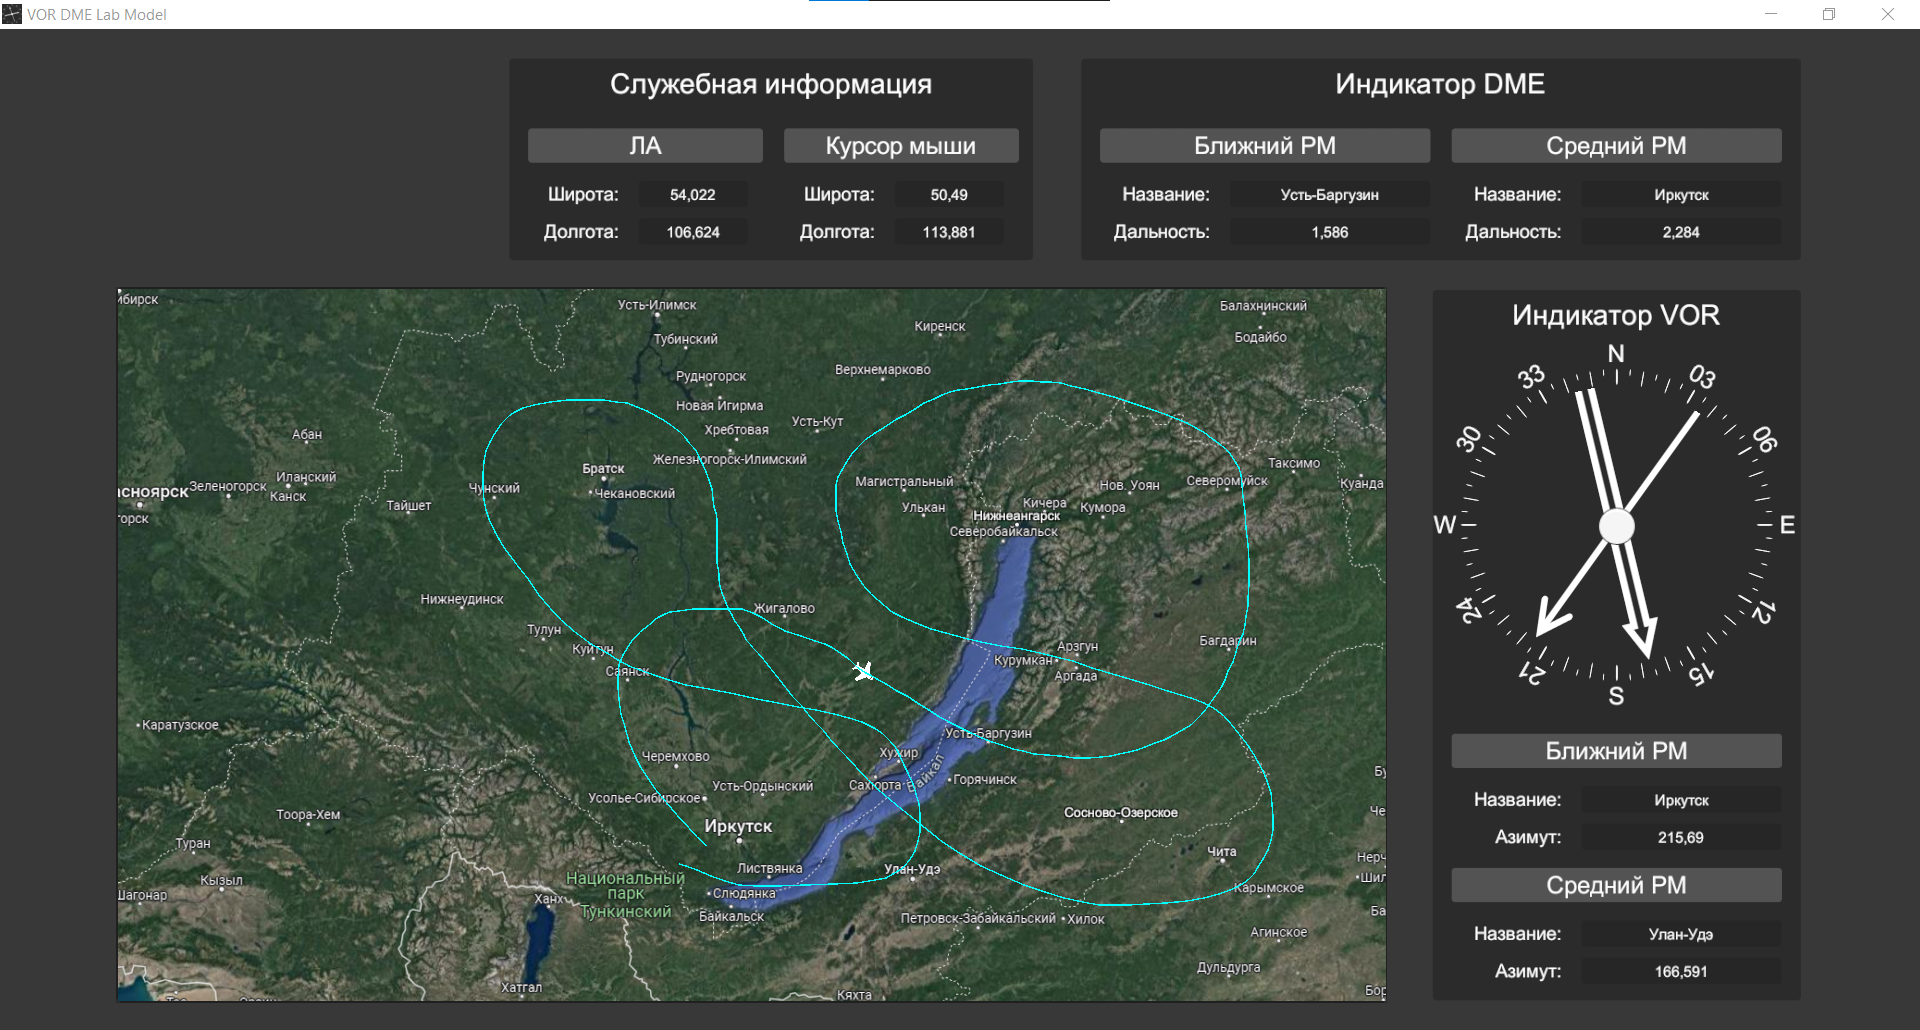 VOR DME Lab Model
Служебная информация
ЛА
Курсор мыши
Широта: 54,022
Широта: 50,49
Долгота: 106,624
Долгота: 113,881
Индикатор DME
Ближний РМ
Средний РМ
Название: Усть-Баргузин
Название: Иркутск
Дальность: 1,586
Дальность: 2,284
ибирск
Усть-Илимск
Балахнинский
Киренск
Тубинский
Бодайбо
Верхнемарково
Рудногорск
Новая Игирма
Усть-Кут
Хребтовая
Абан
Железногорск-Илимский
Братск
Таксимо
Иланский
Магистральный
Северомуйск
Куанда
Зеленогорск
Чунский
Нов. Уоян
асноярск
Канск
Чекановский
Тайшет
Улькан
Кичера
Кумора
горск
Нижнеангарск
Северобайкальск
Нижнеудинск
Жигалово
Тулун
Багдарин
Куйтун
Арзгун
Курумкан
Саянск
Аргада
Каратузское
Усть-Баргузин
Хужир
Черемхово
Байкал
Горячинск
Сахюрта
Усть-Ордынский
Усолье-Сибирское
Тоора-Хем
Сосново-Озерское
Че
Иркутск
Туран
Чита
Нерч
Листвянка
Улан-Удэ
Национальный
парк
Тункинский
Шил
Кызыл
Карымское
Шагонар
Слюдянка
Ханх
Байкальск
Петровск-Забайкальский
Хилок
Ба
Агинское
Дульдурга
Хатгал
Кяхта
Бор
Индикатор VOR
N
33
03
30
06
W
E
24
12
21
15
S
Ближний РМ
Название: Иркутск
Азимут: 215,69
Средний РМ
Название: Улан-Удэ
Азимут: 166,591